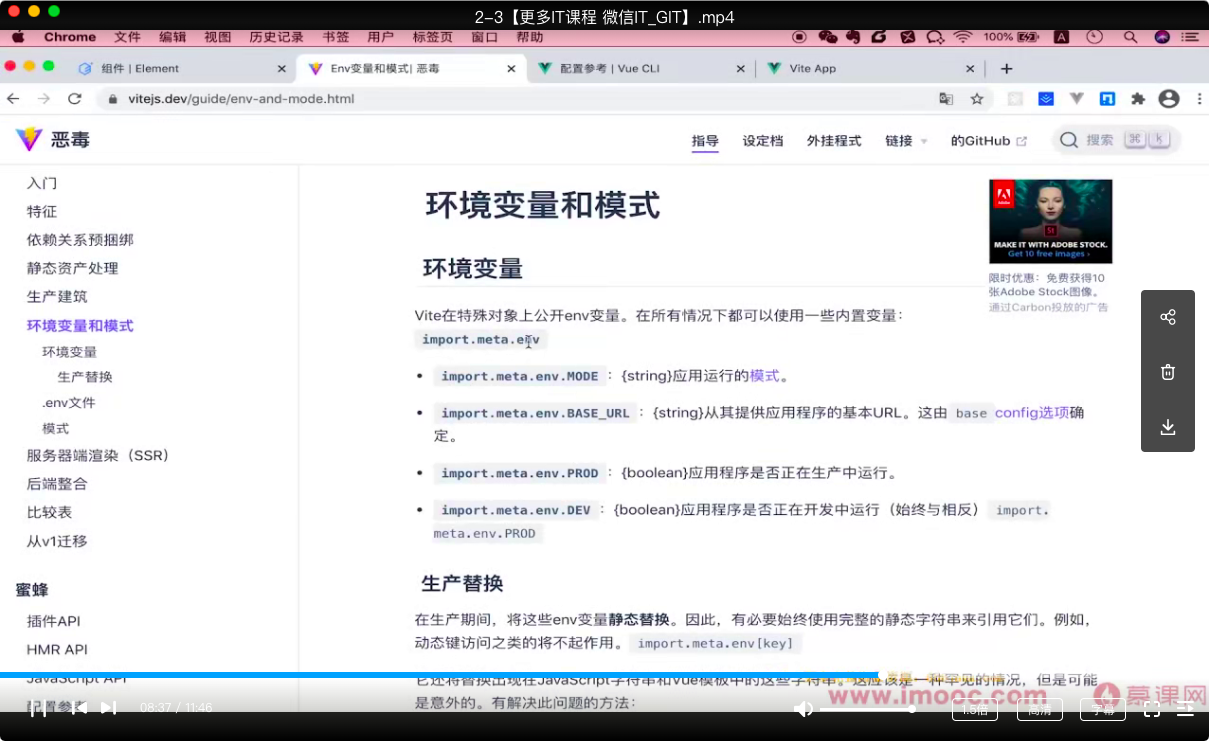 2-3【更多IT课程 微信IT_GIT】.mp4
Chrome 文件 编辑 视图 历史记录 书签 用户 标签页 窗口 帮助 100%
组件 | Element
Env变量和模式| 恶毒
配置参考 | Vue CLI
Vite App
vitejs.dev/guide/env-and-mode.html
恶毒
指导 设定档 外挂程式 链接 的GitHub 搜索 ⌘ k
入门
特征
依赖关系预捆绑
静态资产处理
生产建筑
环境变量和模式
环境变量
生产替换
.env文件
模式
服务器端渲染（SSR）
后端整合
比较表
从v1迁移
蜜蜂
插件API
HMR API
JavaScript API
配置参考
环境变量和模式
环境变量
Vite在特殊对象上公开env变量。在所有情况下都可以使用一些内置变量：
import.meta.env
• import.meta.env.MODE：{string}应用运行的模式。
• import.meta.env.BASE_URL：{string}从其提供应用程序的基本URL。这由 base config选项确
定。
• import.meta.env.PROD：{boolean}应用程序是否正在生产中运行。
• import.meta.env.DEV：{boolean}应用程序是否正在开发中运行（始终与相反） import.
meta.env.PROD
生产替换
在生产期间，将这些env变量静态替换。因此，有必要始终使用完整的静态字符串来引用它们。例如，
动态键访问之类的将不起作用。 import.meta.env[key]
它还将替换出现在JavaScript字符串和Vue模板中的这些字符串。这应该是一种罕见的情况，但是可能
是意外的。有解决此问题的方法：
Adobe
St
MAKE IT WITH ADOBE STOCK.
Get 10 free images ›
限时优惠：免费获得10
张Adobe Stock图像。
通过Carbon投放的广告
www.imooc.com 慕课网
08:37 / 11:46
1.5倍 高清 字幕